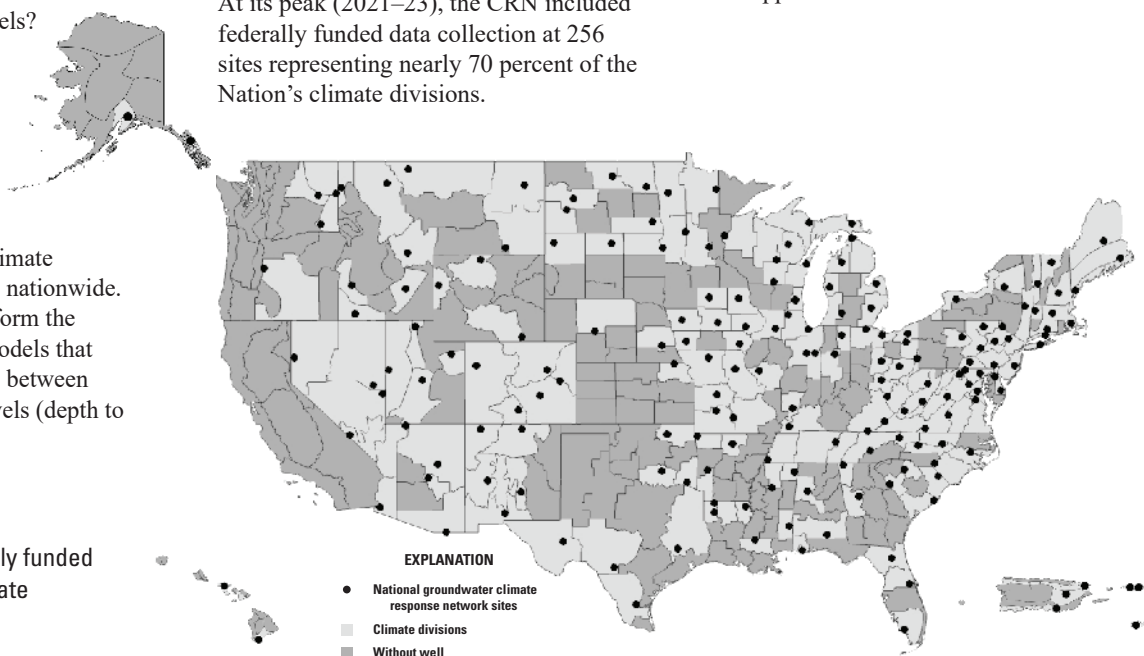 els?
At its peak (2021–23), the CRN included
federally funded data collection at 256
sites representing nearly 70 percent of the
Nation’s climate divisions.
imate
nationwide.
form the
odels that
between
vels (depth to
ly funded
ate
EXPLANATION
National groundwater climate
response network sites
Climate divisions
Without well